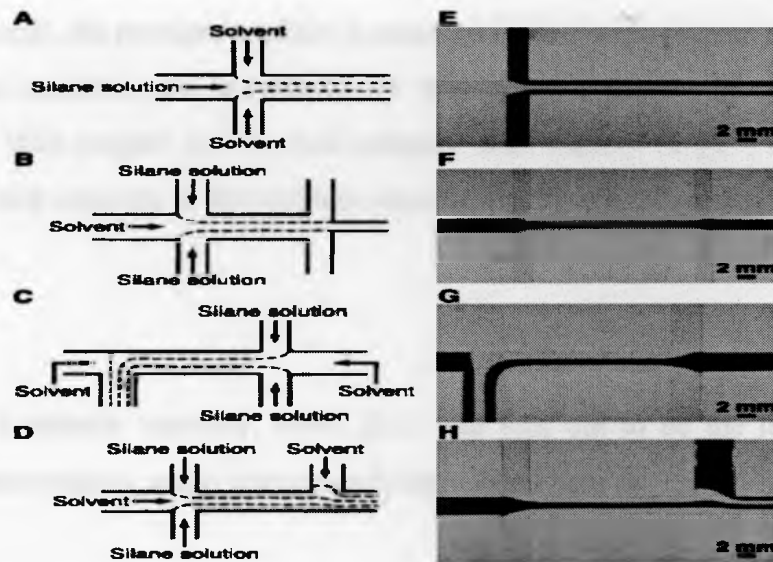 A
Solvent
Silane solution
Solvent
B
Silane solution
Solvent
Silane solution
C
Silane solution
Solvent
Solvent
Silane solution
D
Silane solution
Solvent
Solvent
Silane solution
E
2 mm
F
2 mm
G
2 mm
H
2 mm